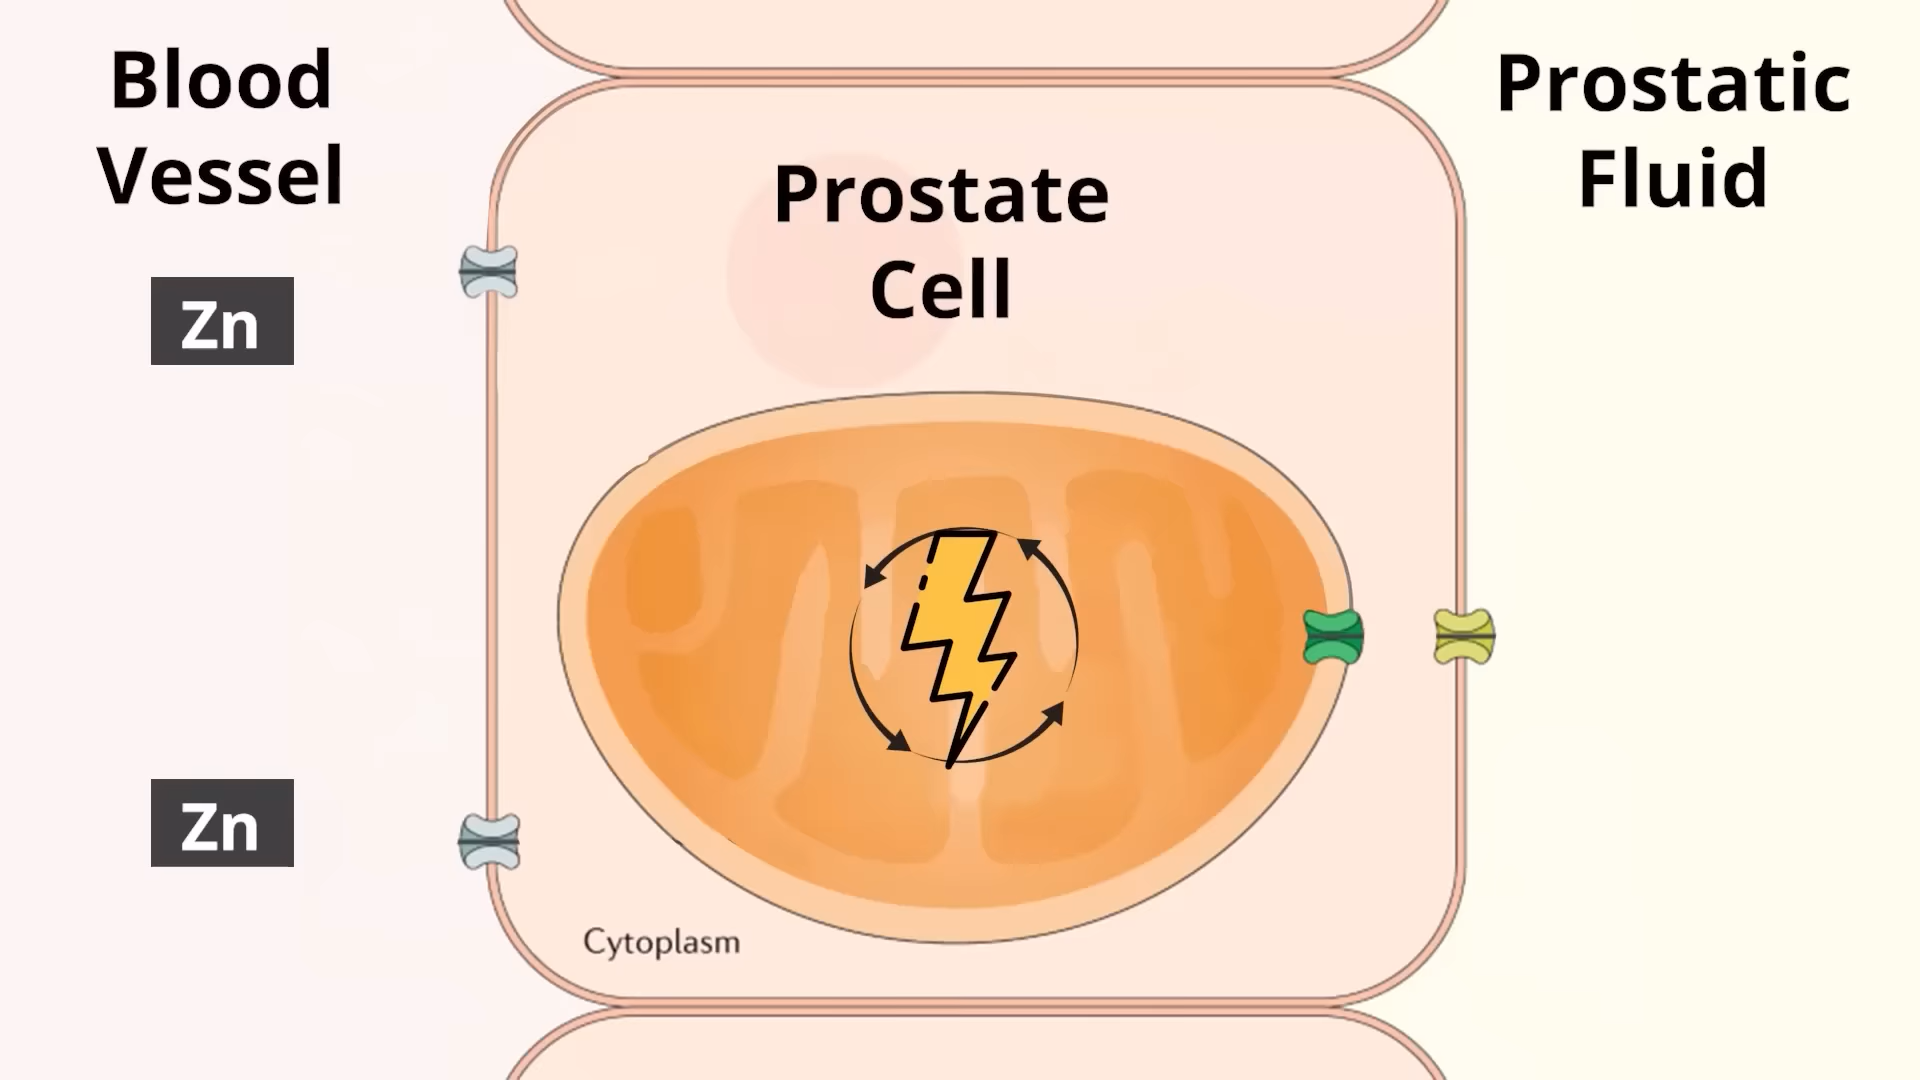 Blood
Vessel
Zn
Zn
Prostate
Cell
Cytoplasm
Prostatic
Fluid